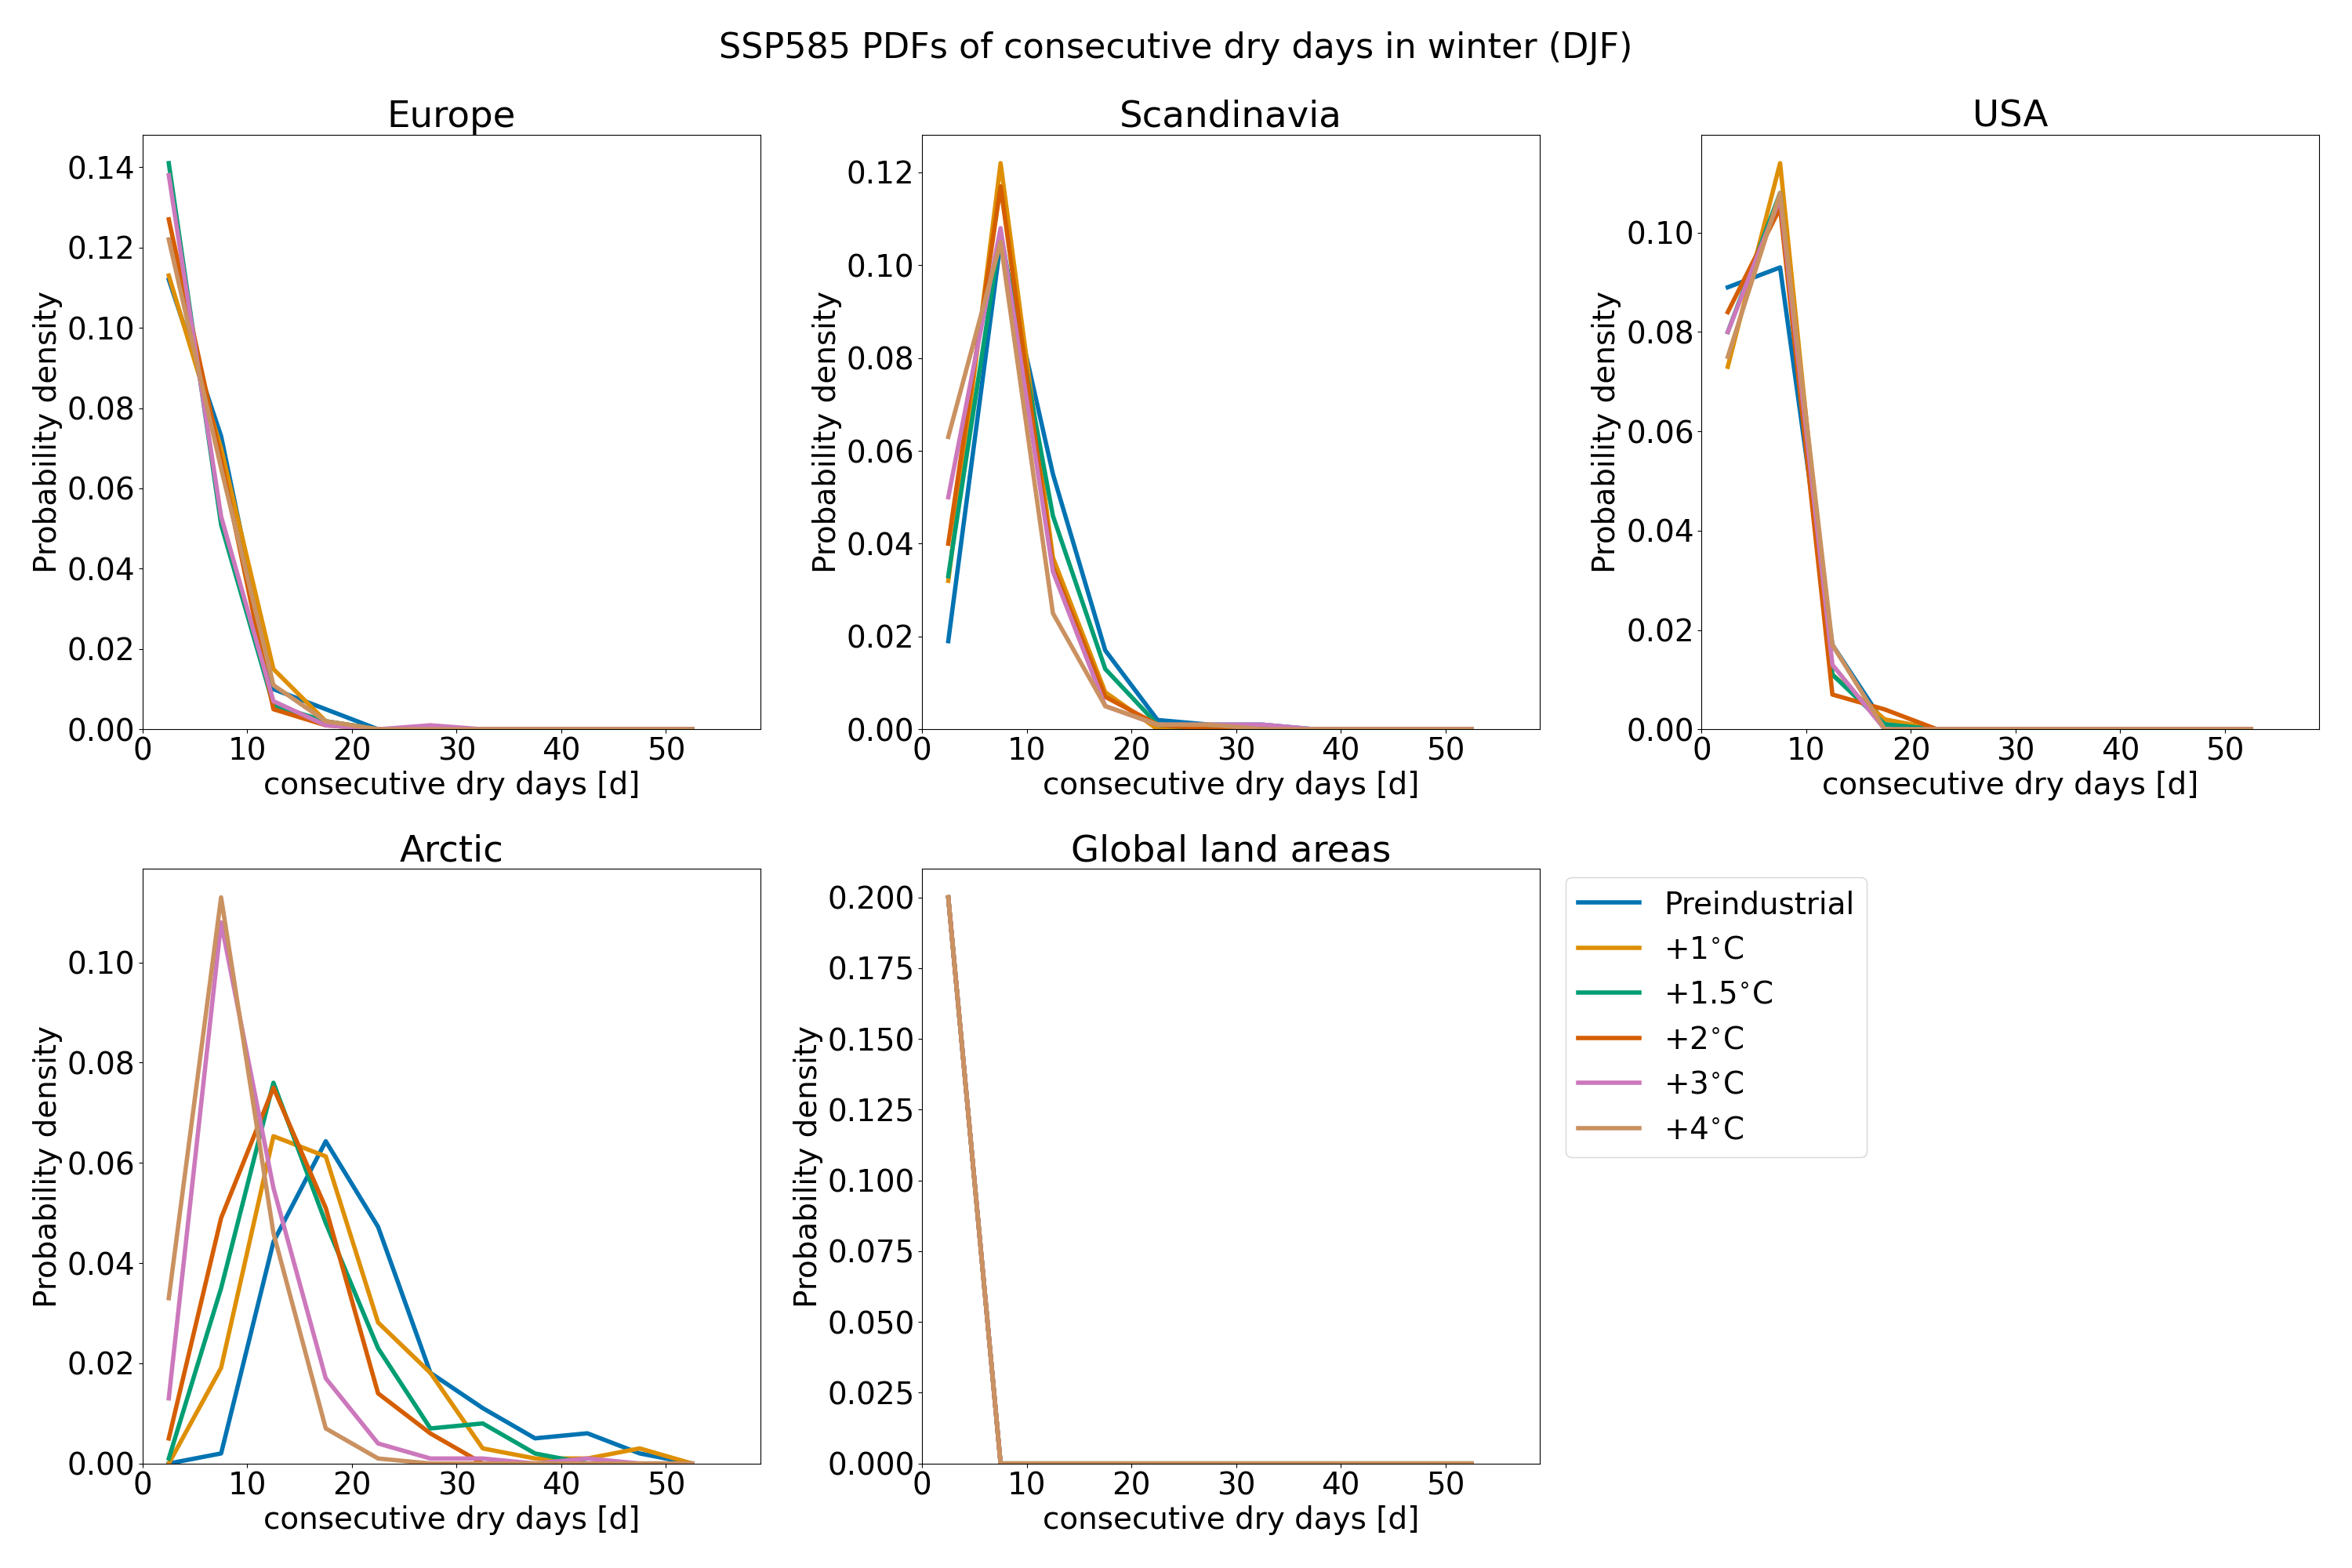 SSP585 PDFs of consecutive dry days in winter (DJF)
Europe
Probability density
0.14
0.12
0.10
0.08
0.06
0.04
0.02
0.00
0 10 20 30 40 50
consecutive dry days [d]
Scandinavia
Probability density
0.12
0.10
0.08
0.06
0.04
0.02
0.00
0 10 20 30 40 50
consecutive dry days [d]
USA
Probability density
0.10
0.08
0.06
0.04
0.02
0.00
0 10 20 30 40 50
consecutive dry days [d]
Arctic
Probability density
0.10
0.08
0.06
0.04
0.02
0.00
0 10 20 30 40 50
consecutive dry days [d]
Global land areas
Probability density
0.200
0.175
0.150
0.125
0.100
0.075
0.050
0.025
0.000
0 10 20 30 40 50
consecutive dry days [d]
Preindustrial
+1°C
+1.5°C
+2°C
+3°C
+4°C